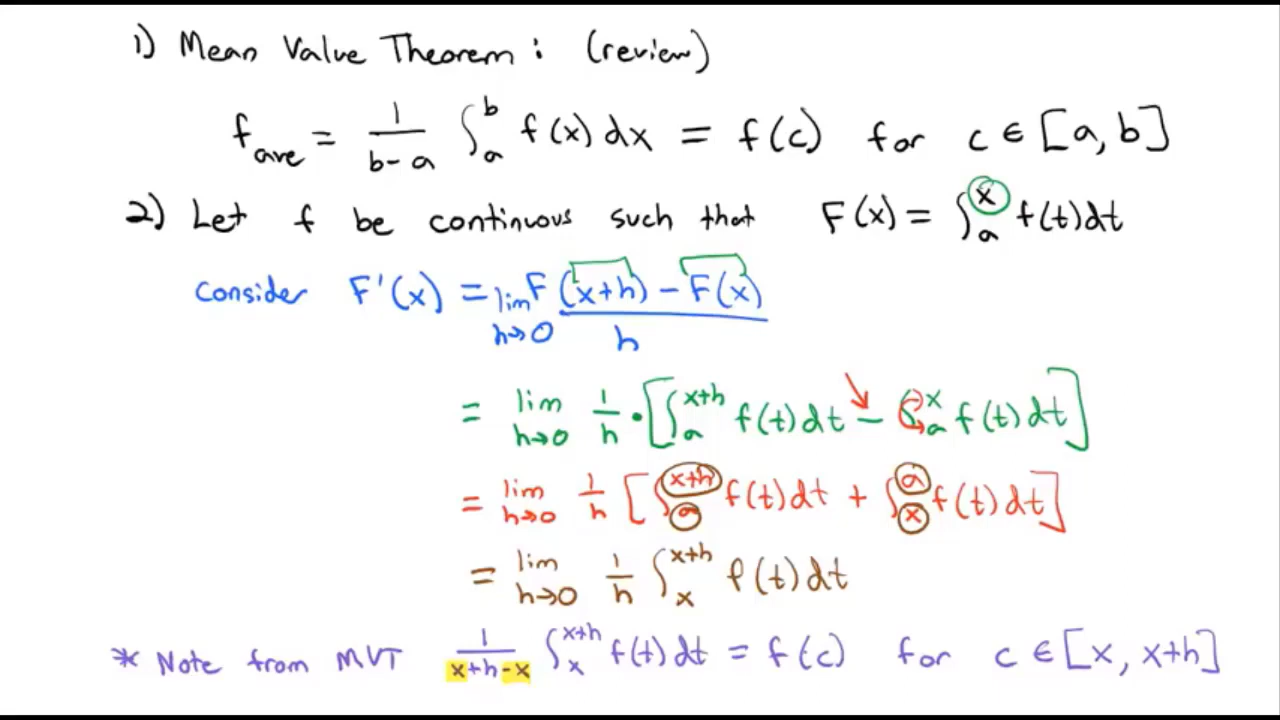 1) Mean Value Theorem : (review)
f_ave = 1/(b-a) ∫_a^b f(x) dx = f(c) for c ∈ [a, b]
2) Let f be continuous such that F(x) = ∫_a^x f(t)dt
consider F'(x) = lim_{h→0} (F(x+h) - F(x))/h
= lim_{h→0} 1/h · [∫_a^{x+h} f(t)dt - ∫_a^x f(t)dt]
= lim_{h→0} 1/h [∫_a^{x+h} f(t)dt + ∫_x^a f(t)dt]
= lim_{h→0} 1/h ∫_x^{x+h} f(t)dt
* Note from MVT 1/(x+h-x) ∫_x^{x+h} f(t)dt = f(c) for c ∈ [x, x+h]